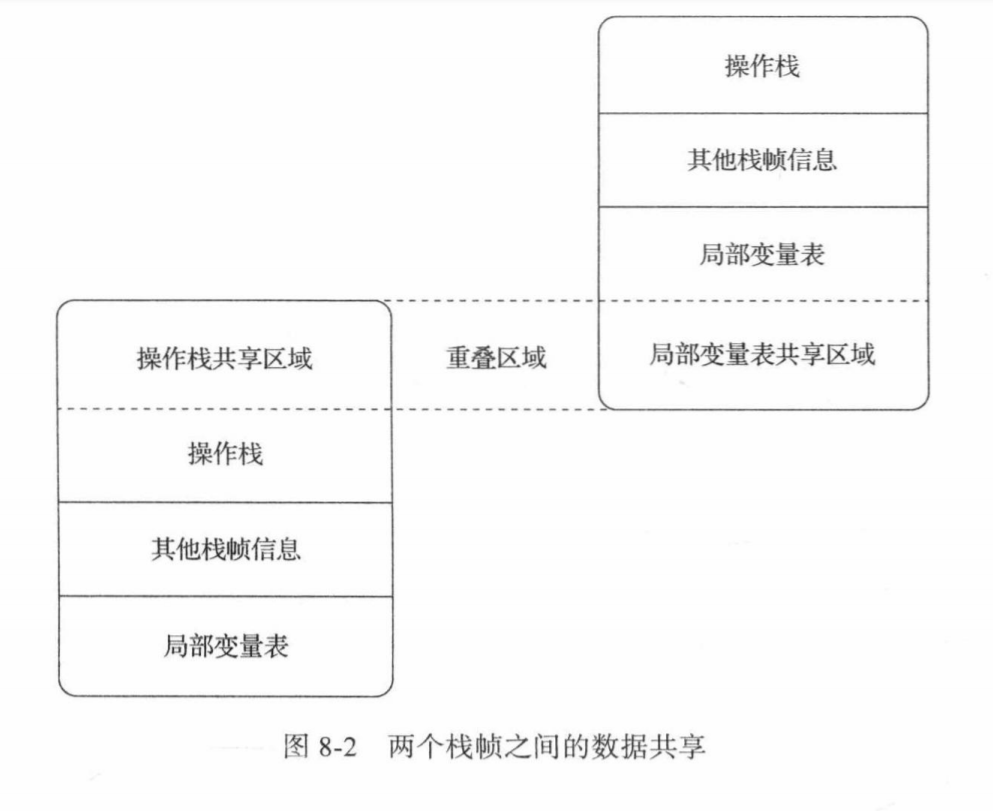 操作栈
其他栈帧信息
局部变量表
操作栈共享区域 重叠区域 局部变量表共享区域
操作栈
其他栈帧信息
局部变量表
图 8-2 两个栈帧之间的数据共享